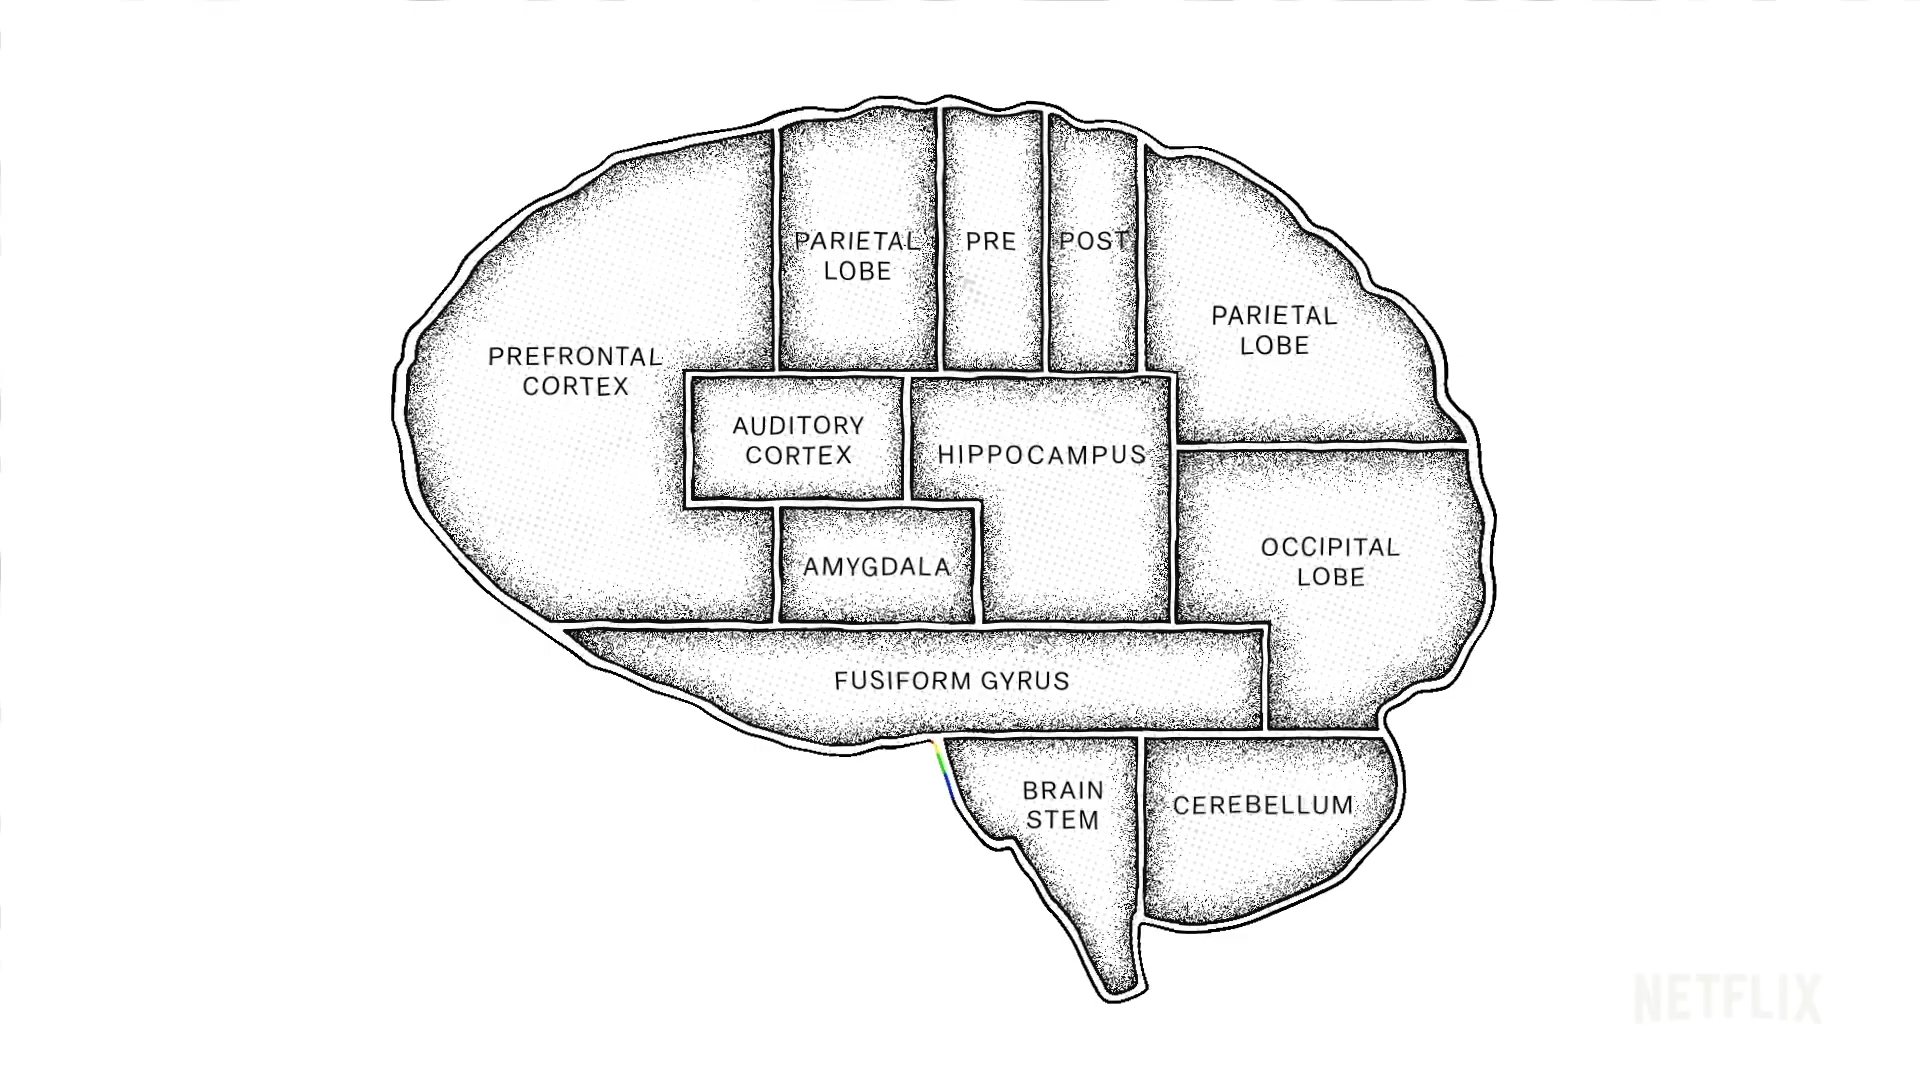 PARIETAL
LOBE
PRE
POST
PARIETAL
LOBE
PREFRONTAL
CORTEX
AUDITORY
CORTEX
HIPPOCAMPUS
OCCIPITAL
LOBE
AMYGDALA
FUSIFORM GYRUS
BRAIN
STEM
CEREBELLUM
NETFLIX